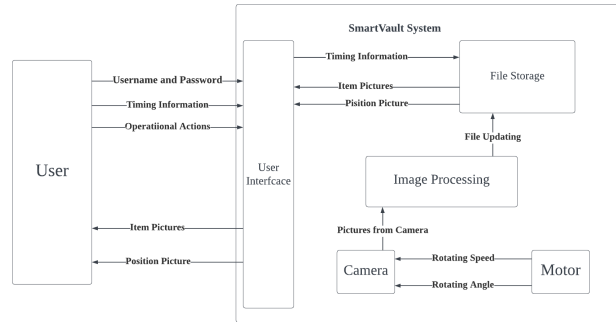 SmartVault System
Timing Information
Item Pictures
Pisition Picture
File Storage
Username and Password
Timing Information
Operatiional Actions
User
User
Interfcace
File Updating
Image Processing
Pictures from Camera
Item Pictures
Position Picture
Camera
Rotating Speed
Rotating Angle
Motor